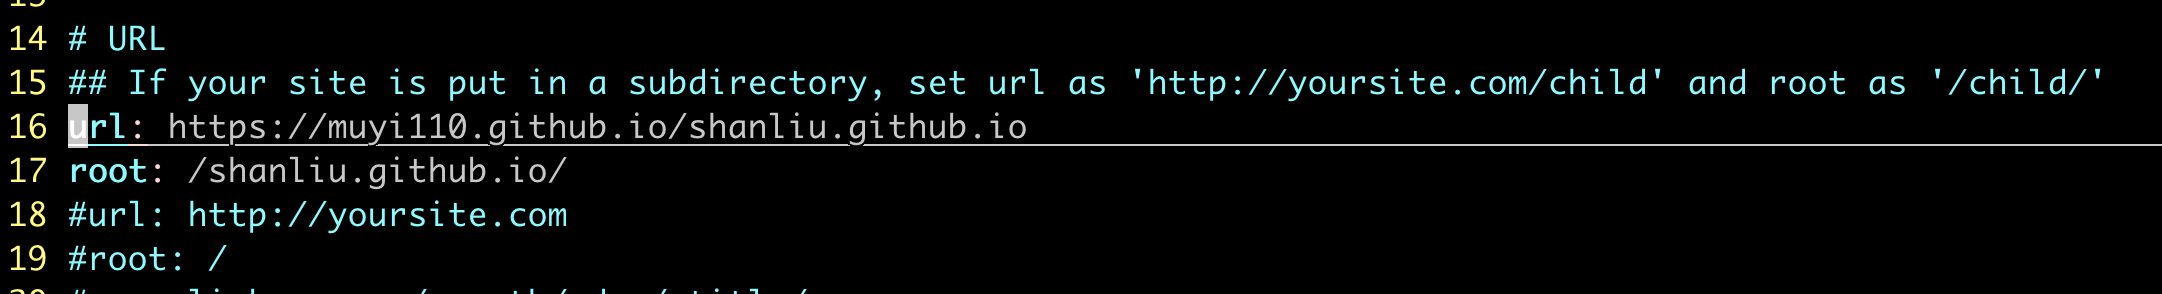 14 # URL
15 ## If your site is put in a subdirectory, set url as 'http://yoursite.com/child' and root as '/child/'
16 url: https://muyi110.github.io/shanliu.github.io
17 root: /shanliu.github.io/
18 #url: http://yoursite.com
19 #root: /